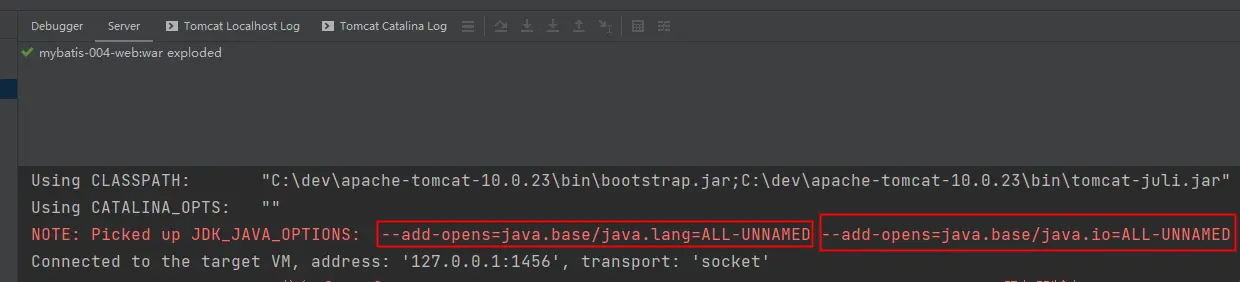 Debugger Server Tomcat Localhost Log Tomcat Catalina Log
mybatis-004-web:war exploded
Using CLASSPATH: "C:\dev\apache-tomcat-10.0.23\bin\bootstrap.jar;C:\dev\apache-tomcat-10.0.23\bin\tomcat-juli.jar"
Using CATALINA_OPTS: ""
NOTE: Picked up JDK_JAVA_OPTIONS: --add-opens=java.base/java.lang=ALL-UNNAMED --add-opens=java.base/java.io=ALL-UNNAMED
Connected to the target VM, address: '127.0.0.1:1456', transport: 'socket'